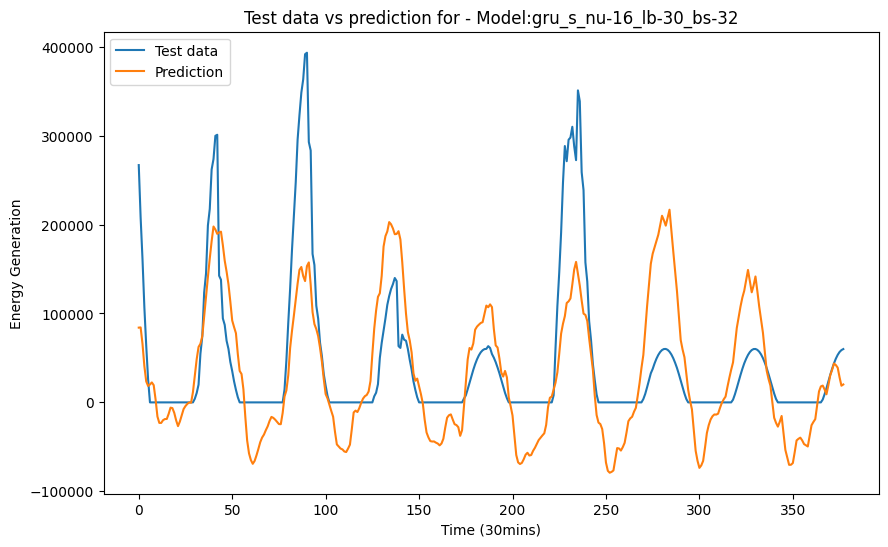 Test data vs prediction for - Model:gru_s_nu-16_lb-30_bs-32
Test data
Prediction
400000
300000
200000
100000
0
−100000
Energy Generation
0 50 100 150 200 250 300 350
Time (30mins)